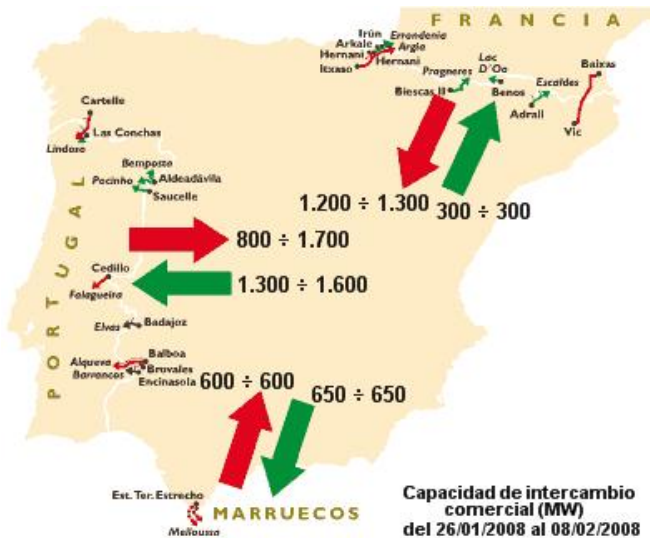 FRANCIA
Irún
Errondenia
Arkale
Argia
Hernani
Hernani
Itxaso
Lac
D´Oo
Baixas
Pragneres
Escaldes
Biescas II
Benos
Adrall
Vic
Cartelle
Las Conchas
Lindoso
Bemposta
Pocinho
Aldeadávila
Saucelle
1.200 ÷ 1.300
300 ÷ 300
PORTUGAL
800 ÷ 1.700
Cedillo
1.300 ÷ 1.600
Falagueira
Elvas
Badajoz
Alqueva
Balboa
Barrancos
Bruvales
Encinasola
600 ÷ 600
650 ÷ 650
Est. Ter. Estrecho
MARRUECOS
Melloussa
Capacidad de intercambio
comercial (MW)
del 26/01/2008 al 08/02/2008